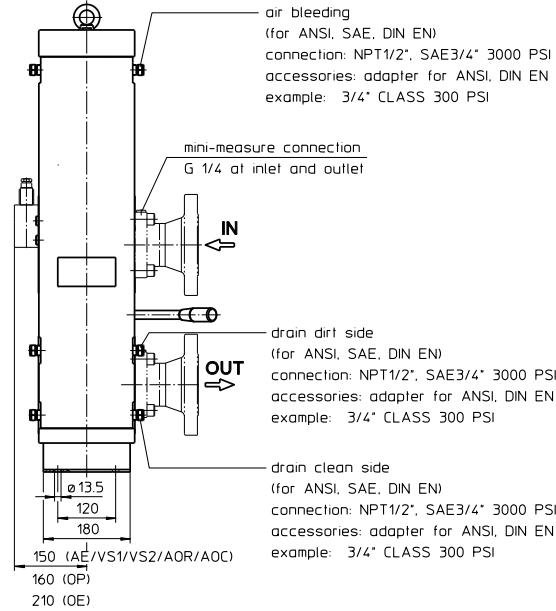 air bleeding
(for ANSI, SAE, DIN EN)
connection: NPT1/2", SAE3/4" 3000 PSI
accessories: adapter for ANSI, DIN EN
example: 3/4" CLASS 300 PSI
mini-measure connection
G 1/4 at inlet and outlet
IN
drain dirt side
(for ANSI, SAE, DIN EN)
connection: NPT1/2", SAE3/4" 3000 PSI
accessories: adapter for ANSI, DIN EN
example: 3/4" CLASS 300 PSI
OUT
drain clean side
(for ANSI, SAE, DIN EN)
connection: NPT1/2", SAE3/4" 3000 PSI
accessories: adapter for ANSI, DIN EN
example: 3/4" CLASS 300 PSI
ø 13.5
120
180
150 (AE/VS1/VS2/AOR/AOC)
160 (OP)
210 (OE)